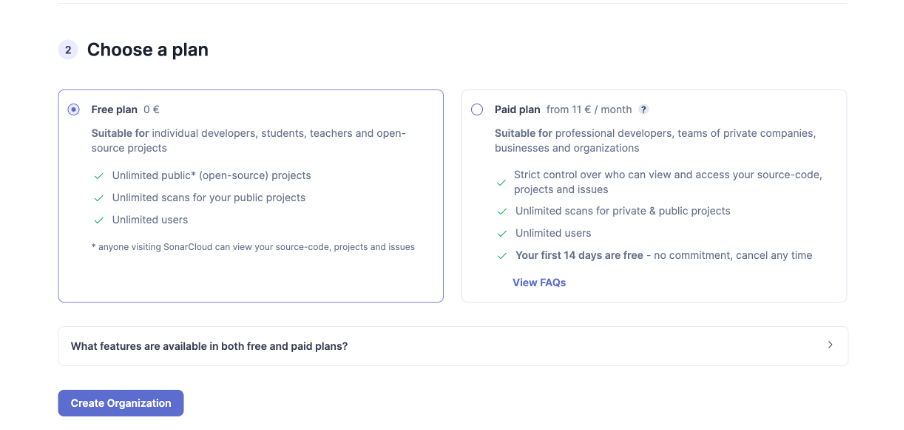 2 Choose a plan
Free plan 0 €
Suitable for individual developers, students, teachers and open-
source projects
Unlimited public* (open-source) projects
Unlimited scans for your public projects
Unlimited users
* anyone visiting SonarCloud can view your source-code, projects and issues
Paid plan from 11 € / month ?
Suitable for professional developers, teams of private companies,
businesses and organizations
Strict control over who can view and access your source-code,
projects and issues
Unlimited scans for private & public projects
Unlimited users
Your first 14 days are free - no commitment, cancel any time
View FAQs
What features are available in both free and paid plans?
Create Organization